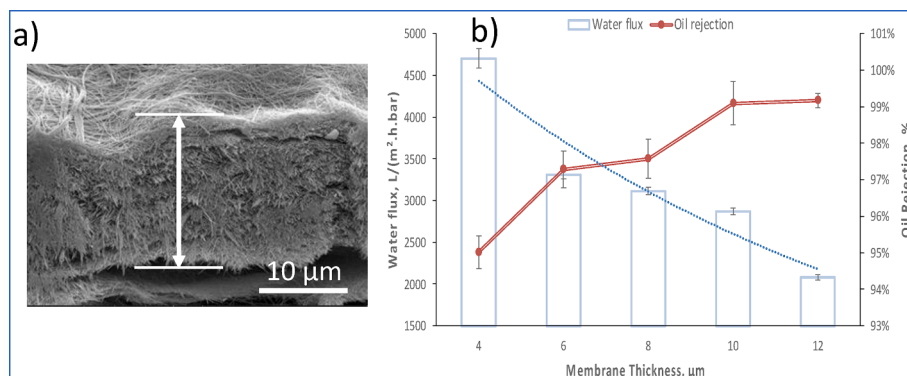 a)
10 µm
b)
Water flux
Oil rejection
Water flux, L/(m².h.bar)
5000
4500
4000
3500
3000
2500
2000
1500
4
6
8
10
12
Membrane Thickness, µm
101%
100%
99%
98%
97%
96%
95%
94%
93%
Oil Rejection, %